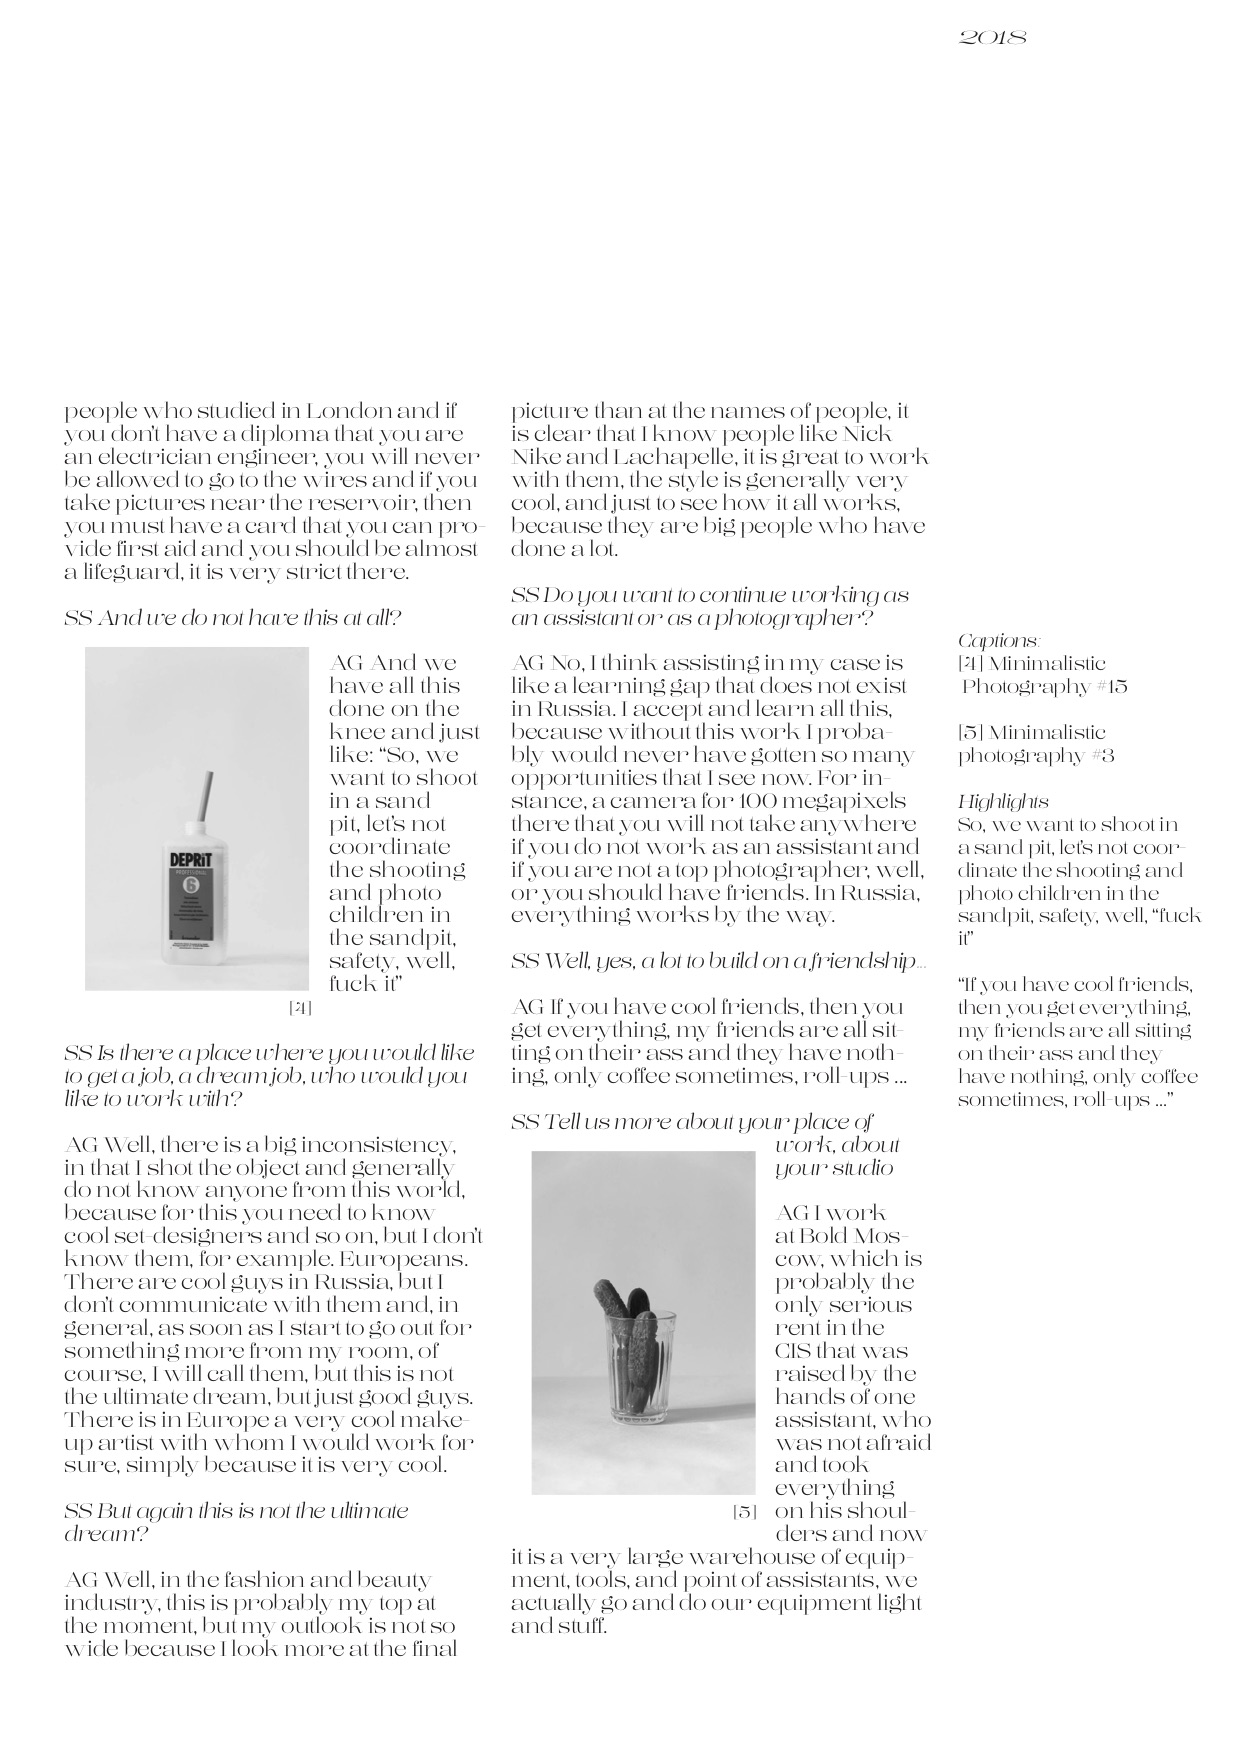 2018
people who studied in London and if
you don't have a diploma that you are
an electrician engineer, you will never
be allowed to go to the wires and if you
take pictures near the reservoir, then
you must have a card that you can pro-
vide first aid and you should be almost
a lifeguard, it is very strict there.
SS And we do not have this at all?
AG And we
have all this
done on the
knee and just
like: “So, we
want to shoot
in a sand
pit, let's not
coordinate
the shooting
and photo
children in
the sandpit,
safety, well,
fuck it”
DEPRiT
PROFESSIONAL
6
[4]
SS Is there a place where you would like
to get a job, a dream job, who would you
like to work with?
AG Well, there is a big inconsistency,
in that I shot the object and generally
do not know anyone from this world,
because for this you need to know
cool set-designers and so on, but I don't
know them, for example. Europeans.
There are cool guys in Russia, but I
don't communicate with them and, in
general, as soon as I start to go out for
something more from my room, of
course, I will call them, but this is not
the ultimate dream, but just good guys.
There is in Europe a very cool make-
up artist with whom I would work for
sure, simply because it is very cool.
SS But again this is not the ultimate
dream?
AG Well, in the fashion and beauty
industry, this is probably my top at
the moment, but my outlook is not so
wide because I look more at the final
picture than at the names of people, it
is clear that I know people like Nick
Nike and Lachapelle, it is great to work
with them, the style is generally very
cool, and just to see how it all works,
because they are big people who have
done a lot.
SS Do you want to continue working as
an assistant or as a photographer?
AG No, I think assisting in my case is
like a learning gap that does not exist
in Russia. I accept and learn all this,
because without this work I proba-
bly would never have gotten so many
opportunities that I see now. For in-
stance, a camera for 100 megapixels
there that you will not take anywhere
if you do not work as an assistant and
if you are not a top photographer, well,
or you should have friends. In Russia,
everything works by the way.
SS Well, yes, a lot to build on a friendship...
AG If you have cool friends, then you
get everything, my friends are all sit-
ting on their ass and they have noth-
ing, only coffee sometimes, roll-ups ...
SS Tell us more about your place of
work, about
your studio
AG I work
at Bold Mos-
cow, which is
probably the
only serious
rent in the
CIS that was
raised by the
hands of one
assistant, who
was not afraid
and took
everything
on his shoul-
ders and now
[5]
it is a very large warehouse of equip-
ment, tools, and point of assistants, we
actually go and do our equipment light
and stuff.
Captions:
[4] Minimalistic
Photography #15
[5] Minimalistic
photography #3
Highlights
So, we want to shoot in
a sand pit, let's not coor-
dinate the shooting and
photo children in the
sandpit, safety, well, “fuck
it”
“If you have cool friends,
then you get everything,
my friends are all sitting
on their ass and they
have nothing, only coffee
sometimes, roll-ups ...”